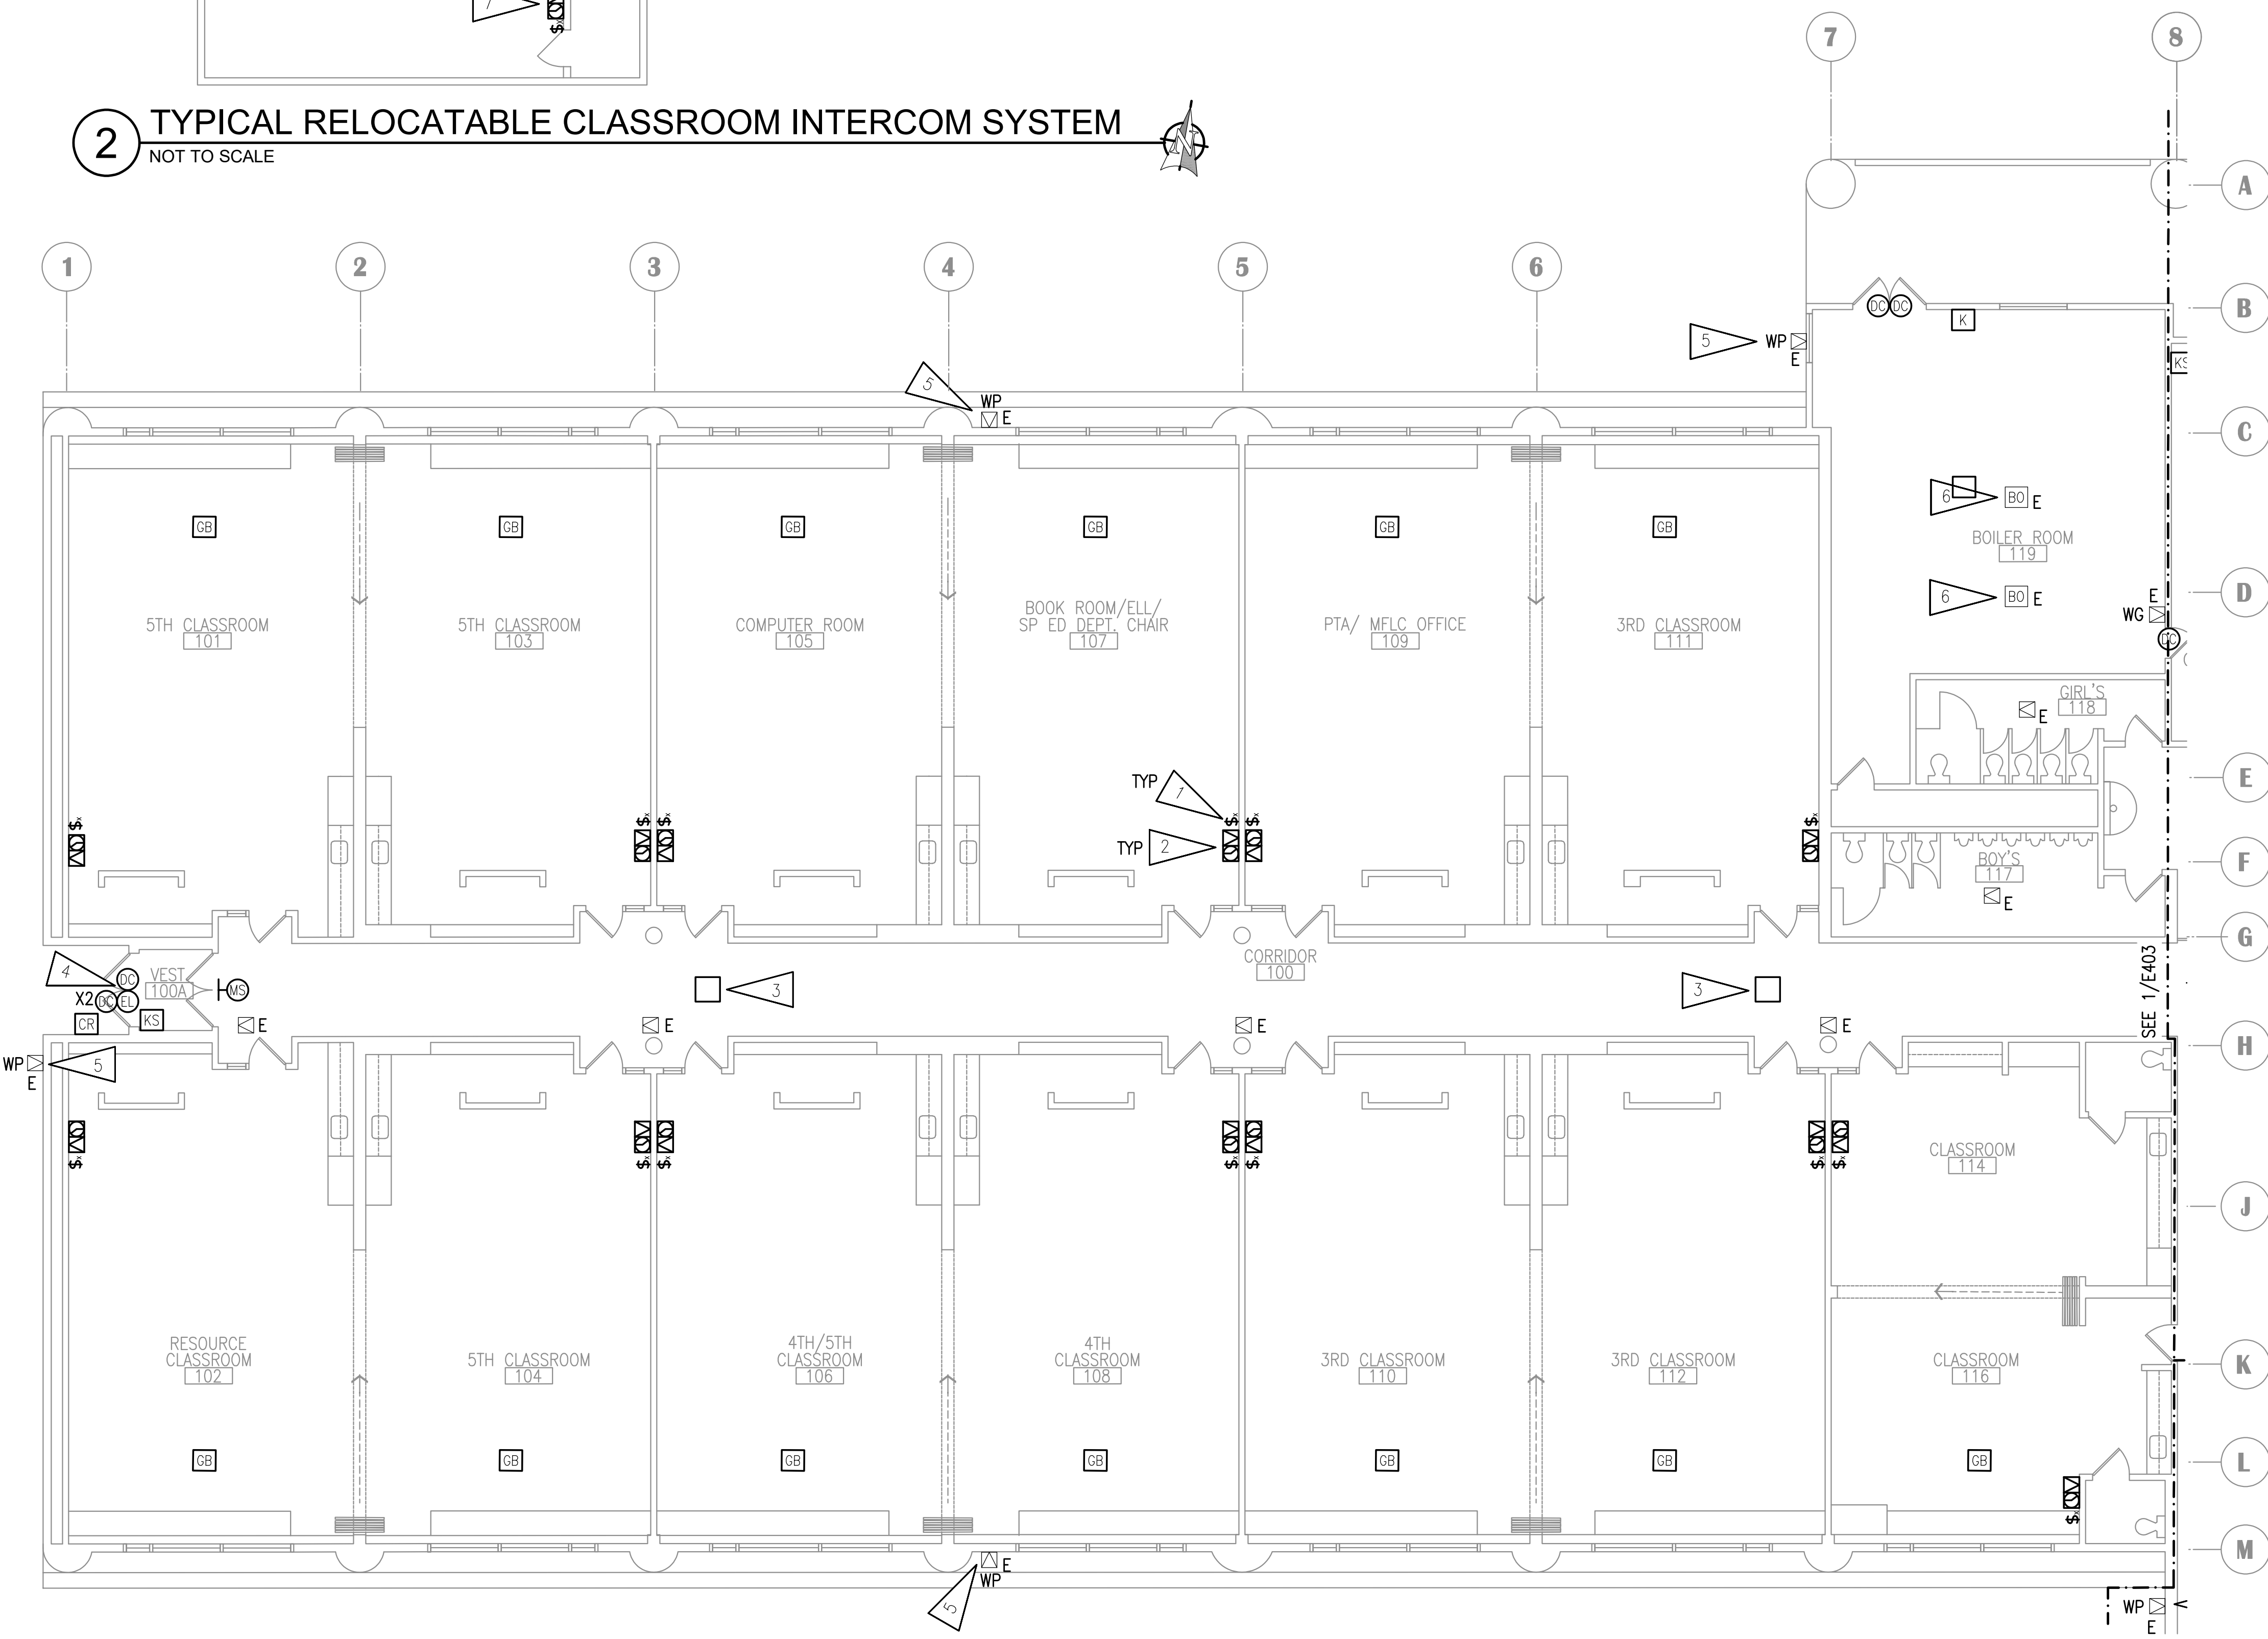 7
$x
2
TYPICAL RELOCATABLE CLASSROOM INTERCOM SYSTEM
NOT TO SCALE
N
7
8
A
1
2
3
4
5
6
B
DC DC
K
5
WP
E
5
WP
E
KS
C
GB
GB
GB
GB
GB
GB
6
BO E
BOILER ROOM
119
6
BO E
D
E
WG
DC
5TH CLASSROOM
101
5TH CLASSROOM
103
COMPUTER ROOM
105
BOOK ROOM/ELL/
SP ED DEPT. CHAIR
107
PTA/ MFLC OFFICE
109
3RD CLASSROOM
111
GIRL'S
118
E
TYP
1
TYP
2
$x
$x
$x
$x
$x
$x
E
F
BOY'S
117
E
G
4
DC
VEST
100A
MS
X2
DC EL
CR
KS
3
CORRIDOR
100
3
SEE 1/E403
E
E
E
E
H
WP
E
5
$x
$x
$x
$x
$x
$x
$x
CLASSROOM
114
J
RESOURCE
CLASSROOM
102
5TH CLASSROOM
104
4TH/5TH
CLASSROOM
106
4TH
CLASSROOM
108
3RD CLASSROOM
110
3RD CLASSROOM
112
CLASSROOM
116
K
GB
GB
GB
GB
GB
GB
GB
L
$x
M
E
WP
5
WP
E